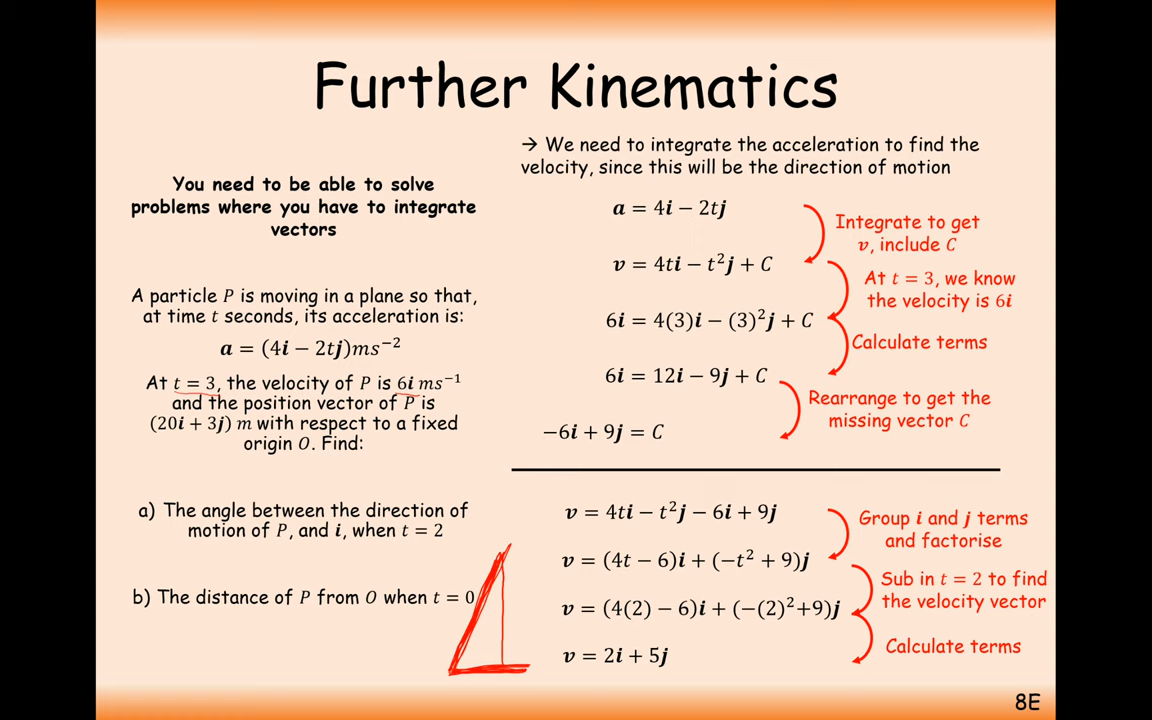 Further Kinematics
You need to be able to solve
problems where you have to integrate
vectors
A particle P is moving in a plane so that,
at time t seconds, its acceleration is:
a = (4i − 2tj)ms⁻²
At t = 3, the velocity of P is 6i ms⁻¹
and the position vector of P is
(20i + 3j) m with respect to a fixed
origin O. Find:
a) The angle between the direction of
motion of P, and i, when t = 2
b) The distance of P from O when t = 0
→ We need to integrate the acceleration to find the
velocity, since this will be the direction of motion
a = 4i − 2tj
Integrate to get
v, include C
v = 4ti − t²j + C
At t = 3, we know
the velocity is 6i
6i = 4(3)i − (3)²j + C
Calculate terms
6i = 12i − 9j + C
Rearrange to get the
missing vector C
−6i + 9j = C
v = 4ti − t²j − 6i + 9j
Group i and j terms
and factorise
v = (4t − 6)i + (−t² + 9)j
Sub in t = 2 to find
the velocity vector
v = (4(2) − 6)i + (−(2)²+9)j
Calculate terms
v = 2i + 5j
8E